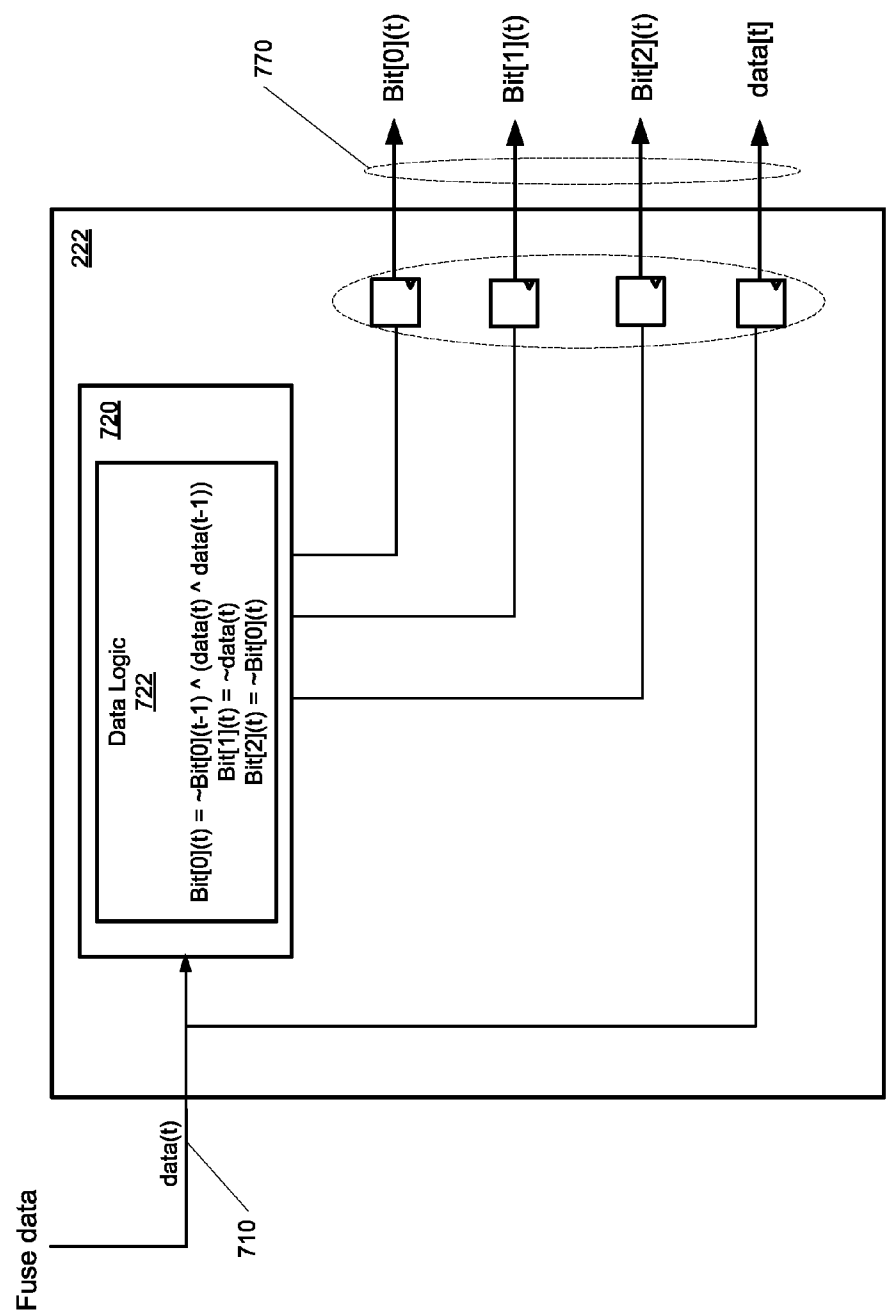 Fuse data
data(t)
710
222
720
Data Logic
722
Bit[0](t) = ~Bit[0](t-1) ^ (data(t) ^ data(t-1))
Bit[1](t) = ~data(t)
Bit[2](t) = ~Bit[0](t)
770
Bit[0](t)
Bit[1](t)
Bit[2](t)
data[t]